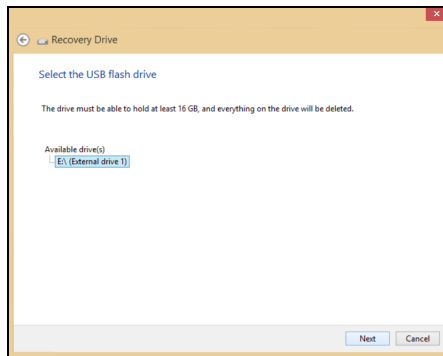 Recovery Drive
Select the USB flash drive
The drive must be able to hold at least 16 GB, and everything on the drive will be deleted.
Available drive(s)
E:\ (External drive 1)
Next Cancel